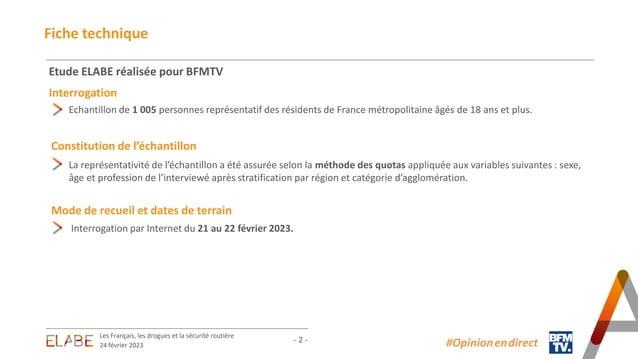 Fiche technique
Etude ELABE réalisée pour BFMTV
Interrogation
Echantillon de 1 005 personnes représentatif des résidents de France métropolitaine âgés de 18 ans et plus.
Constitution de l’échantillon
La représentativité de l’échantillon a été assurée selon la méthode des quotas appliquée aux variables suivantes : sexe,
âge et profession de l’interviewé après stratification par région et catégorie d’agglomération.
Mode de recueil et dates de terrain
Interrogation par Internet du 21 au 22 février 2023.
ELABE
Les Français, les drogues et la sécurité routière
24 février 2023
- 2 -
#Opinionendirect
BFM
TV.